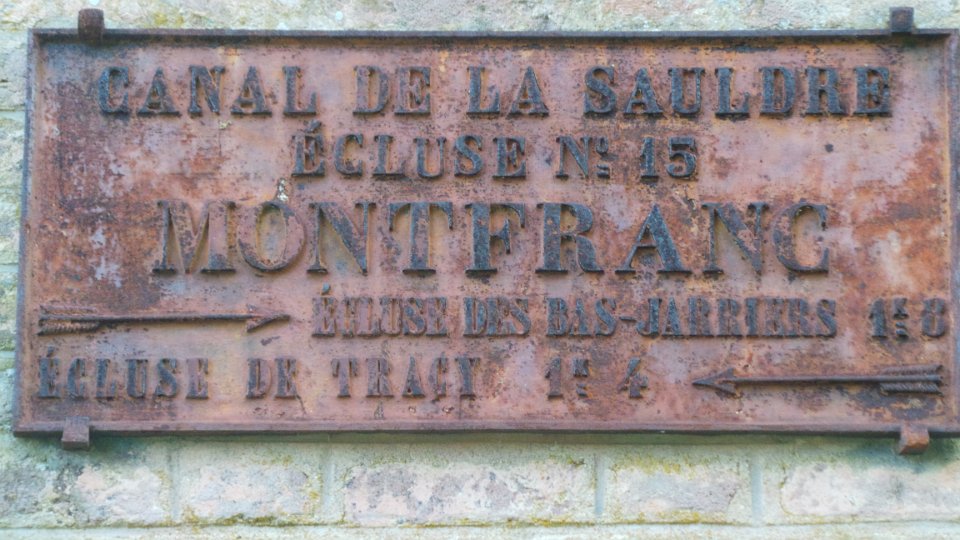 CANAL DE LA SAULDRE
ÉCLUSE Nº 15
MONTFRANC
ÉCLUSE DES BAS-JARRIERS 1K 8
ÉCLUSE DE TRACY 1K 4